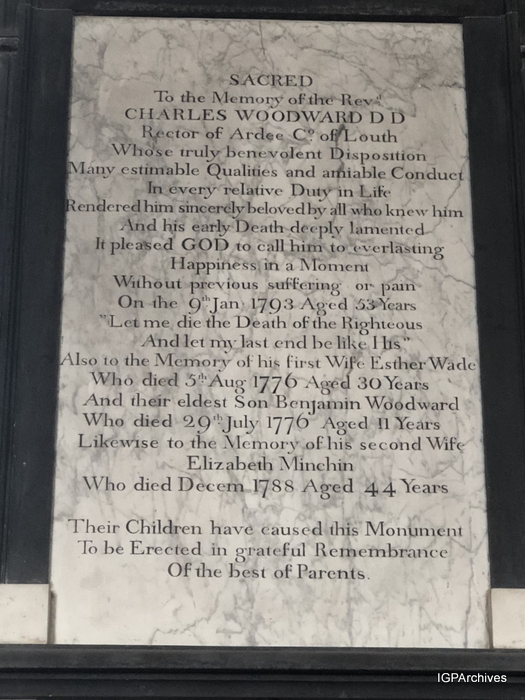 SACRED
To the Memory of the Revd
CHARLES WOODWARD D D
Rector of Ardee Co. of Louth
Whose truly benevolent Disposition
Many estimable Qualities and amiable Conduct
In every relative Duty in Life
Rendered him sincerely beloved by all who knew him
And his early Death deeply lamented
It pleased GOD to call him to everlasting
Happiness in a Moment
Without previous suffering or pain
On the 9th Jan 1793 Aged 53 Years
"Let me die the Death of the Righteous
And let my last end be like His"
Also to the Memory of his first Wife Esther Wade
Who died 5th Aug 1776 Aged 30 Years
And their eldest Son Benjamin Woodward
Who died 29th July 1776 Aged 11 Years
Likewise to the Memory of his second Wife
Elizabeth Minchin
Who died Decem 1788 Aged 44 Years
Their Children have caused this Monument
To be Erected in grateful Remembrance
Of the best of Parents.
IGPArchives